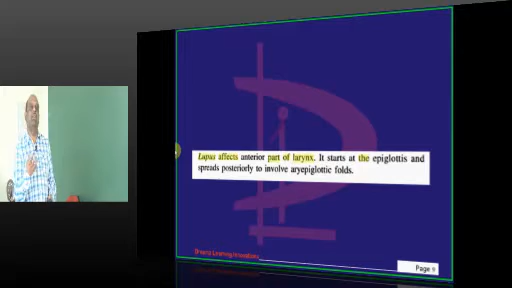 Lupus affects anterior part of larynx. It starts at the epiglottis and
spreads posteriorly to involve aryepiglottic folds.
Page 9